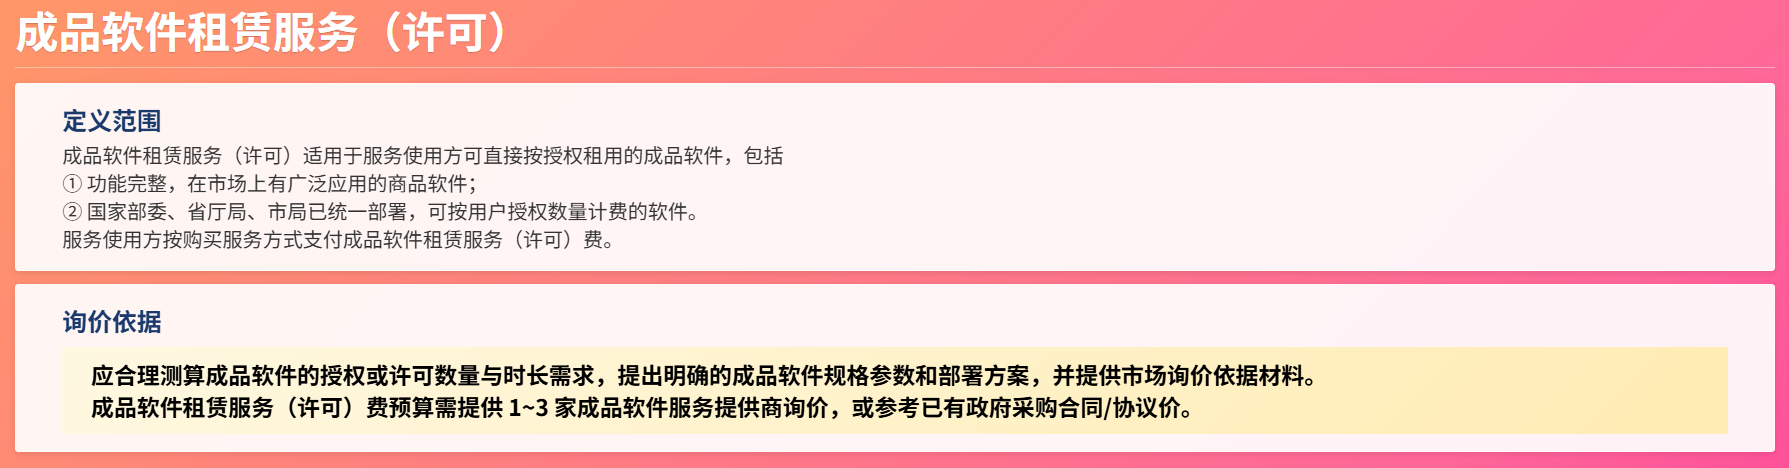 成品软件租赁服务（许可）
定义范围
成品软件租赁服务（许可）适用于服务使用方可直接按授权租用的成品软件，包括
① 功能完整，在市场上有广泛应用的商品软件；
② 国家部委、省厅局、市局已统一部署，可按用户授权数量计费的软件。
服务使用方按购买服务方式支付成品软件租赁服务（许可）费。
询价依据
应合理测算成品软件的授权或许可数量与时长需求，提出明确的成品软件规格参数和部署方案，并提供市场询价依据材料。
成品软件租赁服务（许可）费预算需提供 1~3 家成品软件服务提供商询价，或参考已有政府采购合同/协议价。